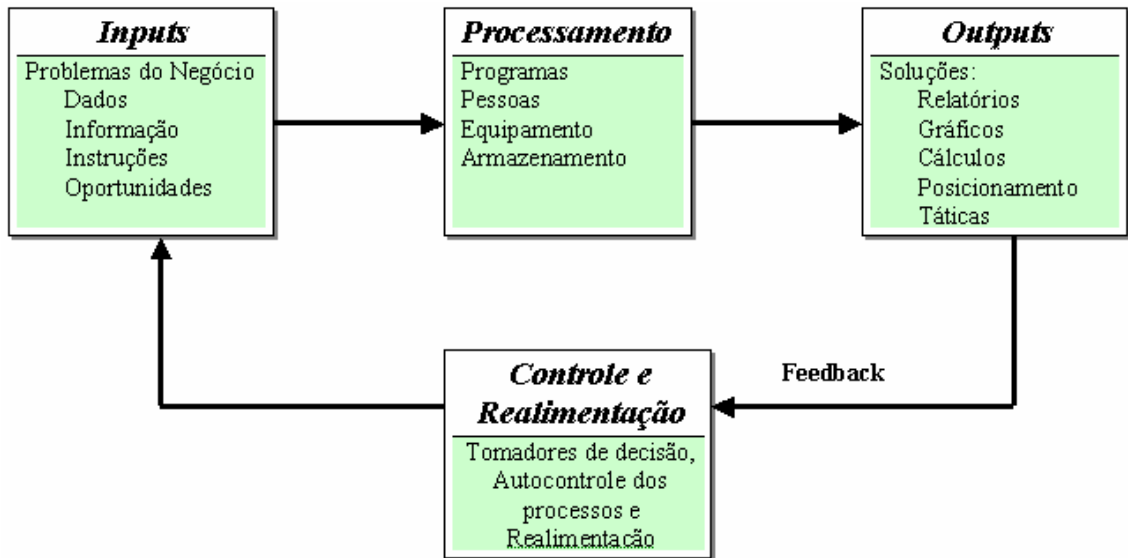 Inputs
Problemas do Negócio
Dados
Informação
Instruções
Oportunidades
Processamento
Programas
Pessoas
Equipamento
Armazenamento
Outputs
Soluções:
Relatórios
Gráficos
Cálculos
Posicionamento
Táticas
Feedback
Controle e
Realimentação
Tomadores de decisão,
Autocontrole dos
processos e
Realimentacão